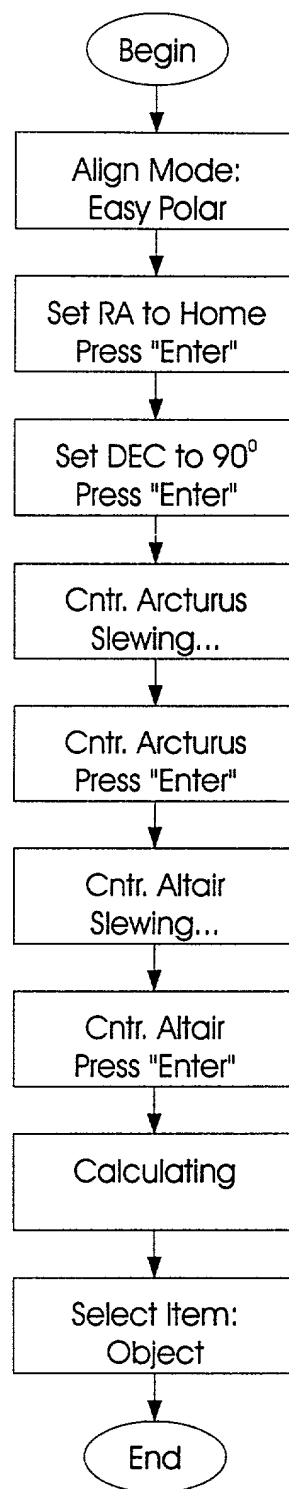 Begin
Align Mode:
Easy Polar
Set RA to Home
Press "Enter"
Set DEC to 90⁰
Press "Enter"
Cntr. Arcturus
Slewing...
Cntr. Arcturus
Press "Enter"
Cntr. Altair
Slewing...
Cntr. Altair
Press "Enter"
Calculating
Select Item:
Object
End